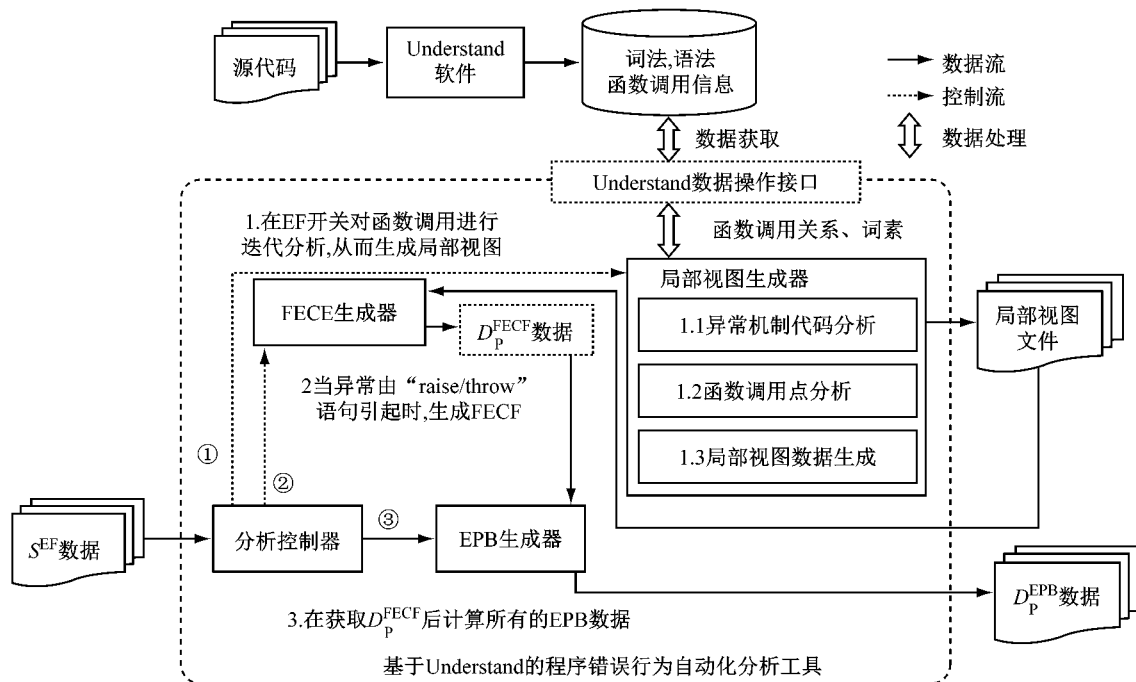 源代码
Understand
软件
词法,语法
函数调用信息
数据流
控制流
数据处理
数据获取
Understand数据操作接口
1.在EF开关对函数调用进行
迭代分析,从而生成局部视图
函数调用关系、词素
局部视图生成器
FECE生成器
D_P^FECF数据
1.1异常机制代码分析
局部视图
文件
2当异常由“raise/throw”
语句引起时,生成FECF
1.2函数调用点分析
1.3局部视图数据生成
①
②
③
S^EF数据
分析控制器
EPB生成器
D_P^EPB数据
3.在获取D_P^FECF后计算所有的EPB数据
基于Understand的程序错误行为自动化分析工具